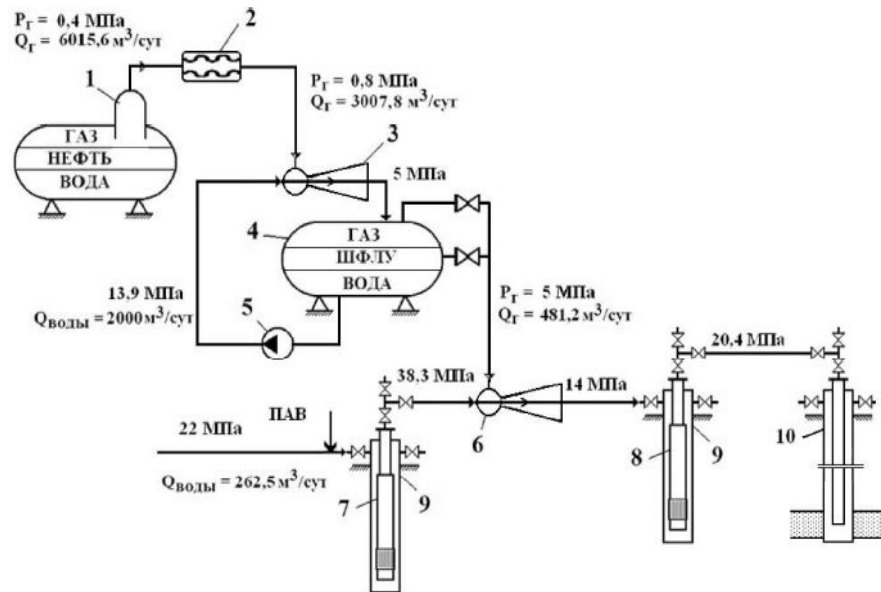 Pг = 0,4 МПа
Qг = 6015,6 м³/сут
2
1
Pг = 0,8 МПа
Qг = 3007,8 м³/сут
3
ГАЗ
НЕФТЬ
ВОДА
5 МПа
4
ГАЗ
ШФЛУ
ВОДА
13,9 МПа
Qводы = 2000 м³/сут
5
Pг = 5 МПа
Qг = 481,2 м³/сут
20,4 МПа
38,3 МПа
14 МПа
6
ПАВ
22 МПа
Qводы = 262,5 м³/сут
7
9
8
9
10